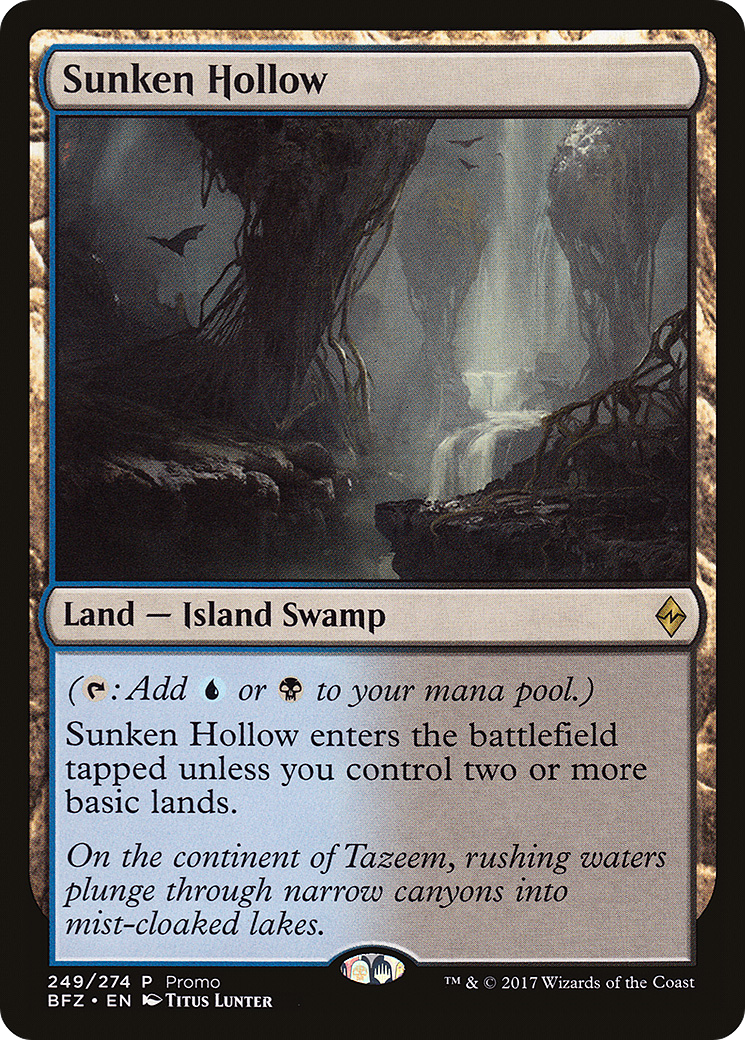 Sunken Hollow
Land — Island Swamp
( : Add or to your mana pool.)
Sunken Hollow enters the battlefield
tapped unless you control two or more
basic lands.
On the continent of Tazeem, rushing waters
plunge through narrow canyons into
mist-cloaked lakes.
249/274 P Promo
BFZ • EN Titus Lunter
™ & © 2017 Wizards of the Coast